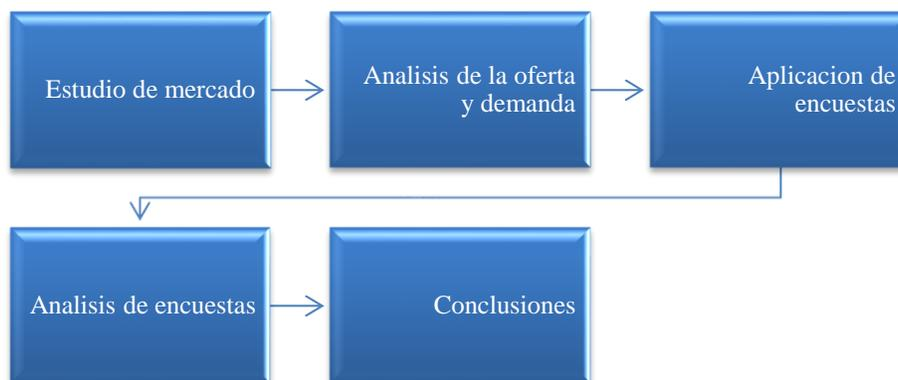 Estudio de mercado
Analisis de la oferta
y demanda
Aplicacion de
encuestas
Analisis de encuestas
Conclusiones